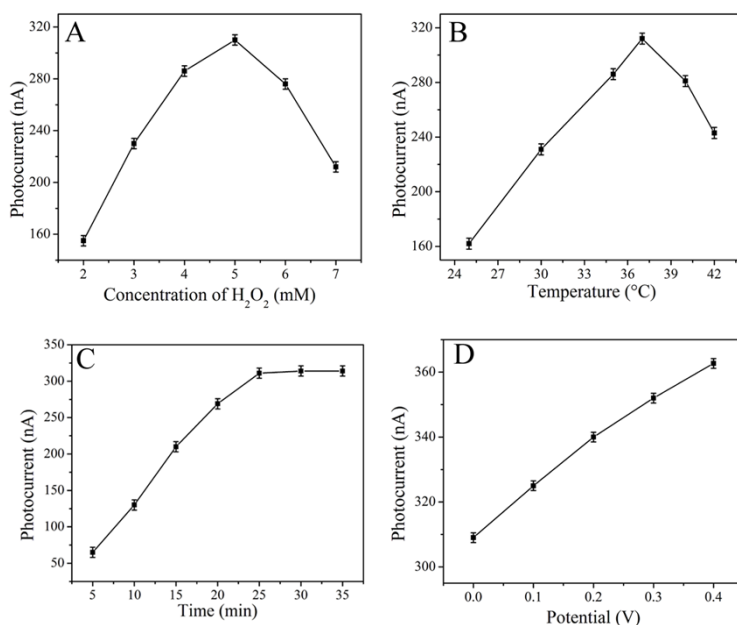 A
Photocurrent (nA)
320
280
240
200
160
2 3 4 5 6 7
Concentration of H₂O₂ (mM)
B
Photocurrent (nA)
320
280
240
200
160
24 27 30 33 36 39 42
Temperature (°C)
C
Photocurrent (nA)
350
300
250
200
150
100
50
5 10 15 20 25 30 35
Time (min)
D
Photocurrent (nA)
360
340
320
300
0.0 0.1 0.2 0.3 0.4
Potential (V)